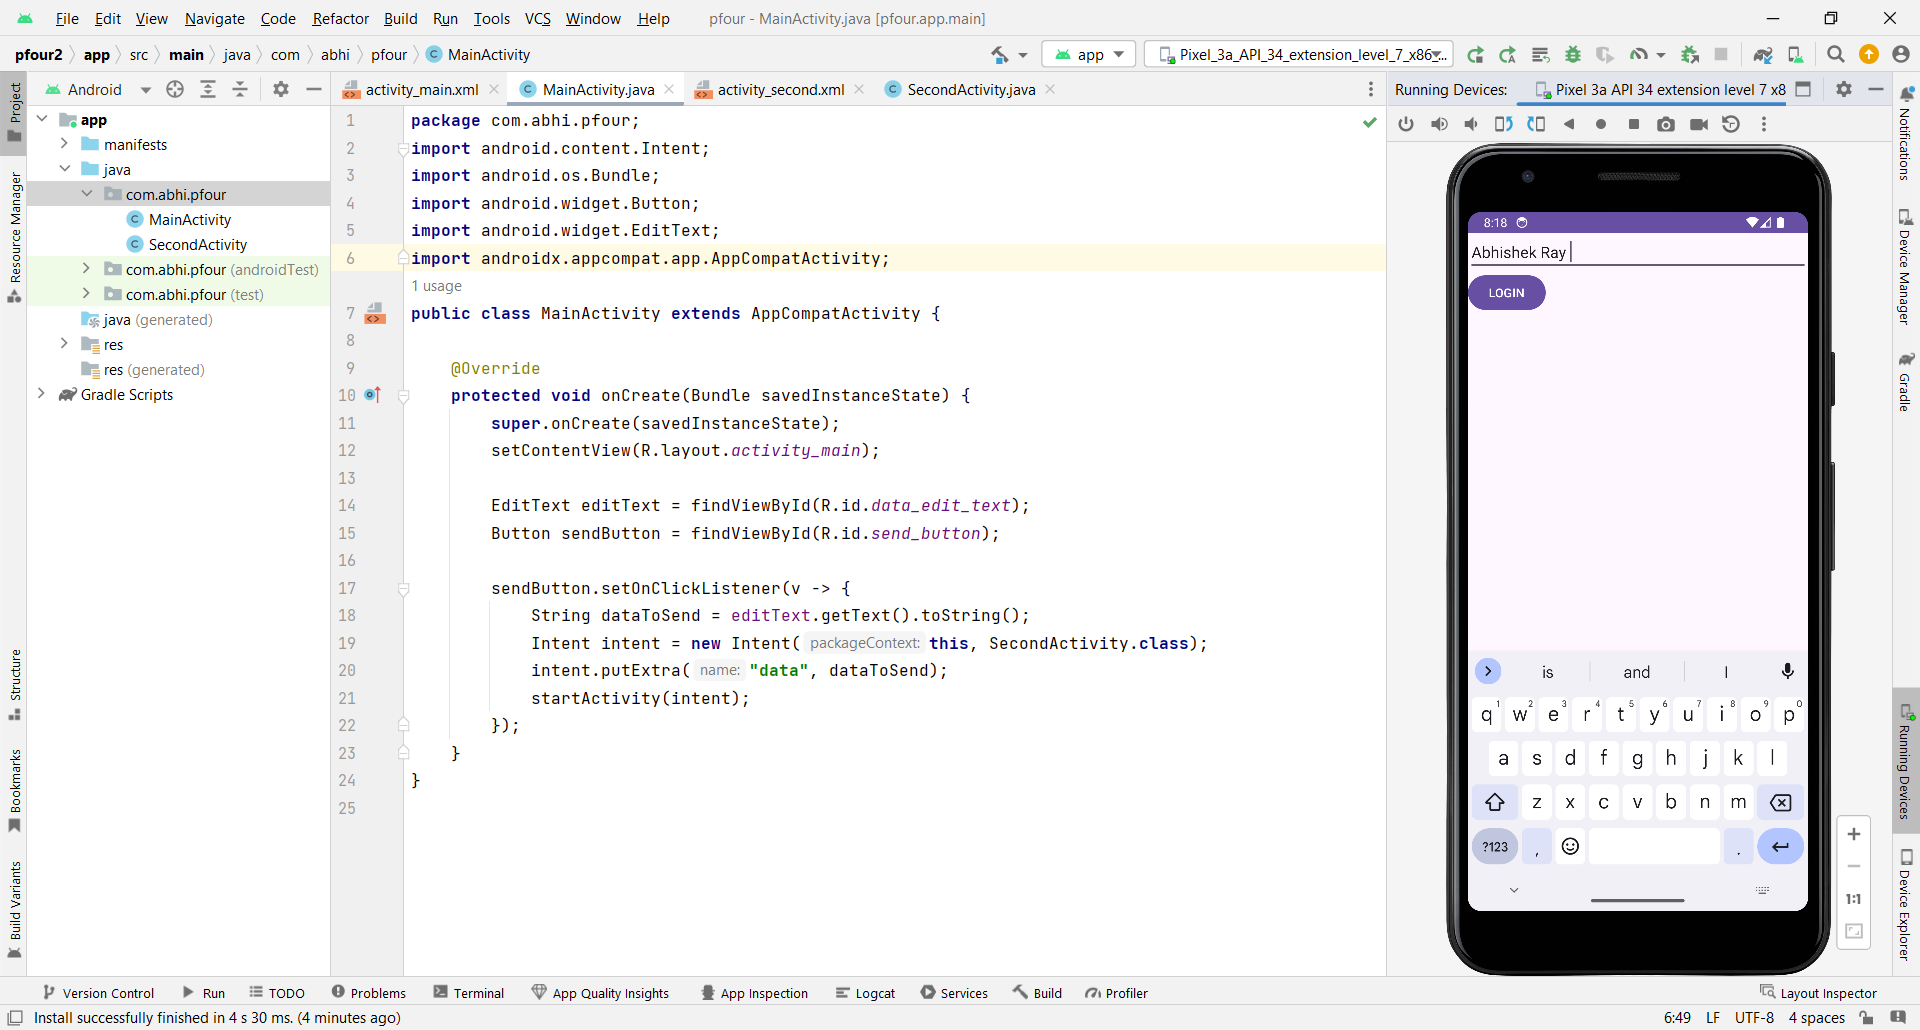 File Edit View Navigate Code Refactor Build Run Tools VCS Window Help pfour - MainActivity.java [pfour.app.main]
pfour2 app src main java com abhi pfour MainActivity app Pixel_3a_API_34_extension_level_7_x86_...
Project
Resource Manager
Structure
Bookmarks
Build Variants
Android
app
manifests
java
com.abhi.pfour
MainActivity
SecondActivity
com.abhi.pfour (androidTest)
com.abhi.pfour (test)
java (generated)
res
res (generated)
Gradle Scripts
activity_main.xml MainActivity.java activity_second.xml SecondActivity.java
1 package com.abhi.pfour;
2 import android.content.Intent;
3 import android.os.Bundle;
4 import android.widget.Button;
5 import android.widget.EditText;
6 import androidx.appcompat.app.AppCompatActivity;
1 usage
7 public class MainActivity extends AppCompatActivity {
8
9 @Override
10 protected void onCreate(Bundle savedInstanceState) {
11 super.onCreate(savedInstanceState);
12 setContentView(R.layout.activity_main);
13
14 EditText editText = findViewById(R.id.data_edit_text);
15 Button sendButton = findViewById(R.id.send_button);
16
17 sendButton.setOnClickListener(v -> {
18 String dataToSend = editText.getText().toString();
19 Intent intent = new Intent( packageContext: this, SecondActivity.class);
20 intent.putExtra( name: "data", dataToSend);
21 startActivity(intent);
22 });
23 }
24 }
25
Running Devices: Pixel 3a API 34 extension level 7 x8
8:18
Abhishek Ray
LOGIN
is and I
q1 w2 e3 r4 t5 y6 u7 i8 o9 p0
a s d f g h j k l
z x c v b n m
?123 , .
1:1
Notifications
Device Manager
Gradle
Running Devices
Device Explorer
Version Control Run TODO Problems Terminal App Quality Insights App Inspection Logcat Services Build Profiler Layout Inspector
Install successfully finished in 4 s 30 ms. (4 minutes ago) 6:49 LF UTF-8 4 spaces